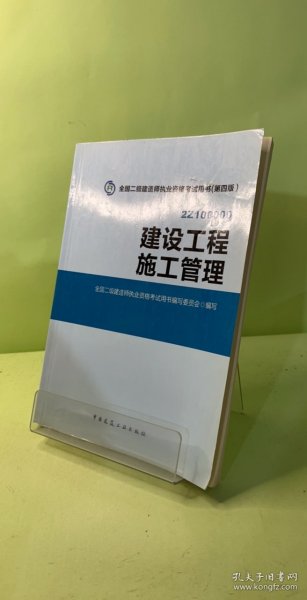 全国二级建造师执业资格考试用书(第四版)
2Z100000
建设工程
施工管理
全国二级建造师执业资格考试用书编写委员会◎编写
中国建筑工业出版社
孔夫子旧书网
www.kongfz.com